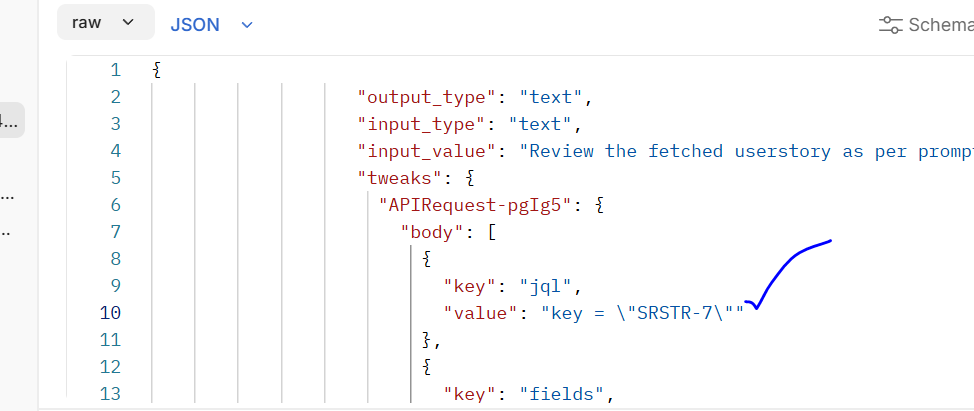 raw JSON Schema
1 {
2 "output_type": "text",
3 "input_type": "text",
4 "input_value": "Review the fetched userstory as per promp
5 "tweaks": {
6 "APIRequest-pgIg5": {
7 "body": [
8 {
9 "key": "jql",
10 "value": "key = \"SRSTR-7\""
11 },
12 {
13 "key": "fields",